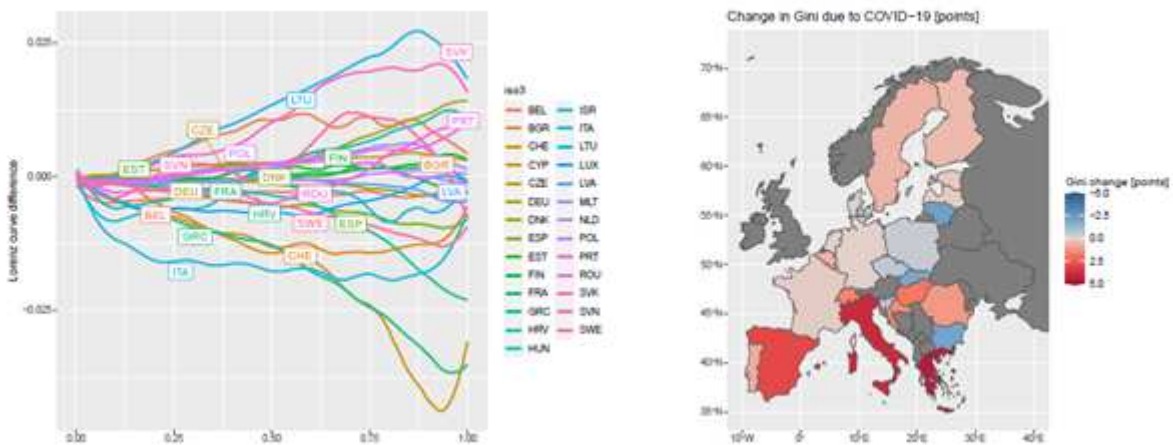 Change in Gini due to COVID-19 [points]
0.025
0.000
-0.025
Lorenz curve difference
0.00
0.25
0.50
0.75
1.00
SVK
LTU
CZE
PRT
POL
EST
SVN
FIN
BGR
DNK
DEU
FRA
ROU
LVA
BEL
HRV
SWE
ESP
GRC
CHE
ITA
iso3
BEL
BGR
CHE
CYP
CZE
DEU
DNK
ESP
EST
FIN
FRA
GRC
HRV
HUN
ISR
ITA
LTU
LUX
LVA
MLT
NLD
POL
PRT
ROU
SVK
SVN
SWE
70°N
65°N
60°N
55°N
50°N
45°N
40°N
35°N
10°W
0°
10°E
20°E
30°E
40°E
Gini change [points]
-5.0
-2.5
0.0
2.5
5.0